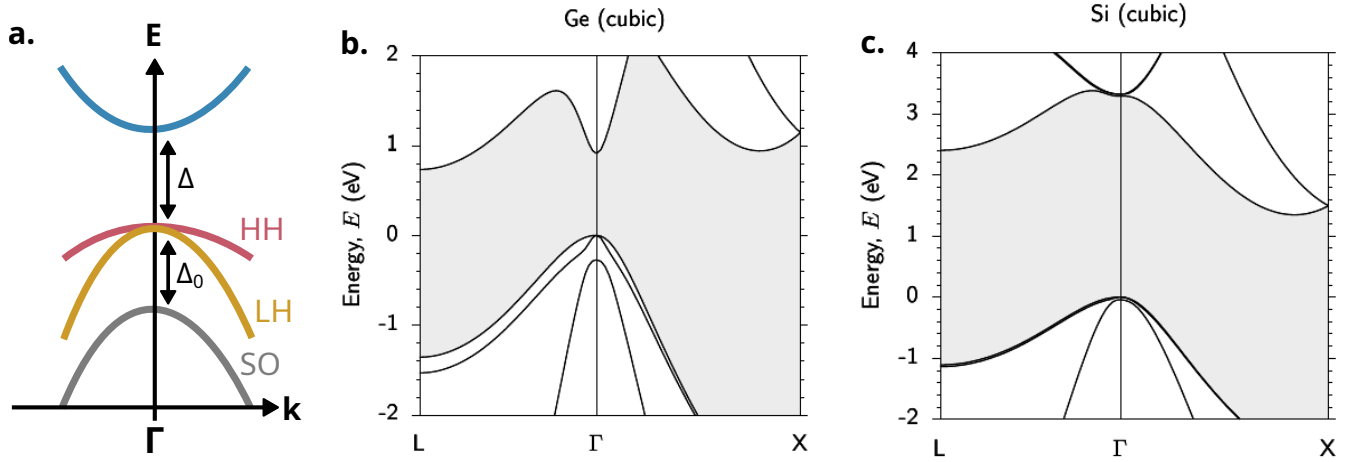 a.
E
Δ
HH
Δ₀
LH
SO
k
Γ
b.
Ge (cubic)
Energy, E (eV)
2
1
0
-1
-2
L
Γ
X
c.
Si (cubic)
Energy, E (eV)
4
3
2
1
0
-1
-2
L
Γ
X